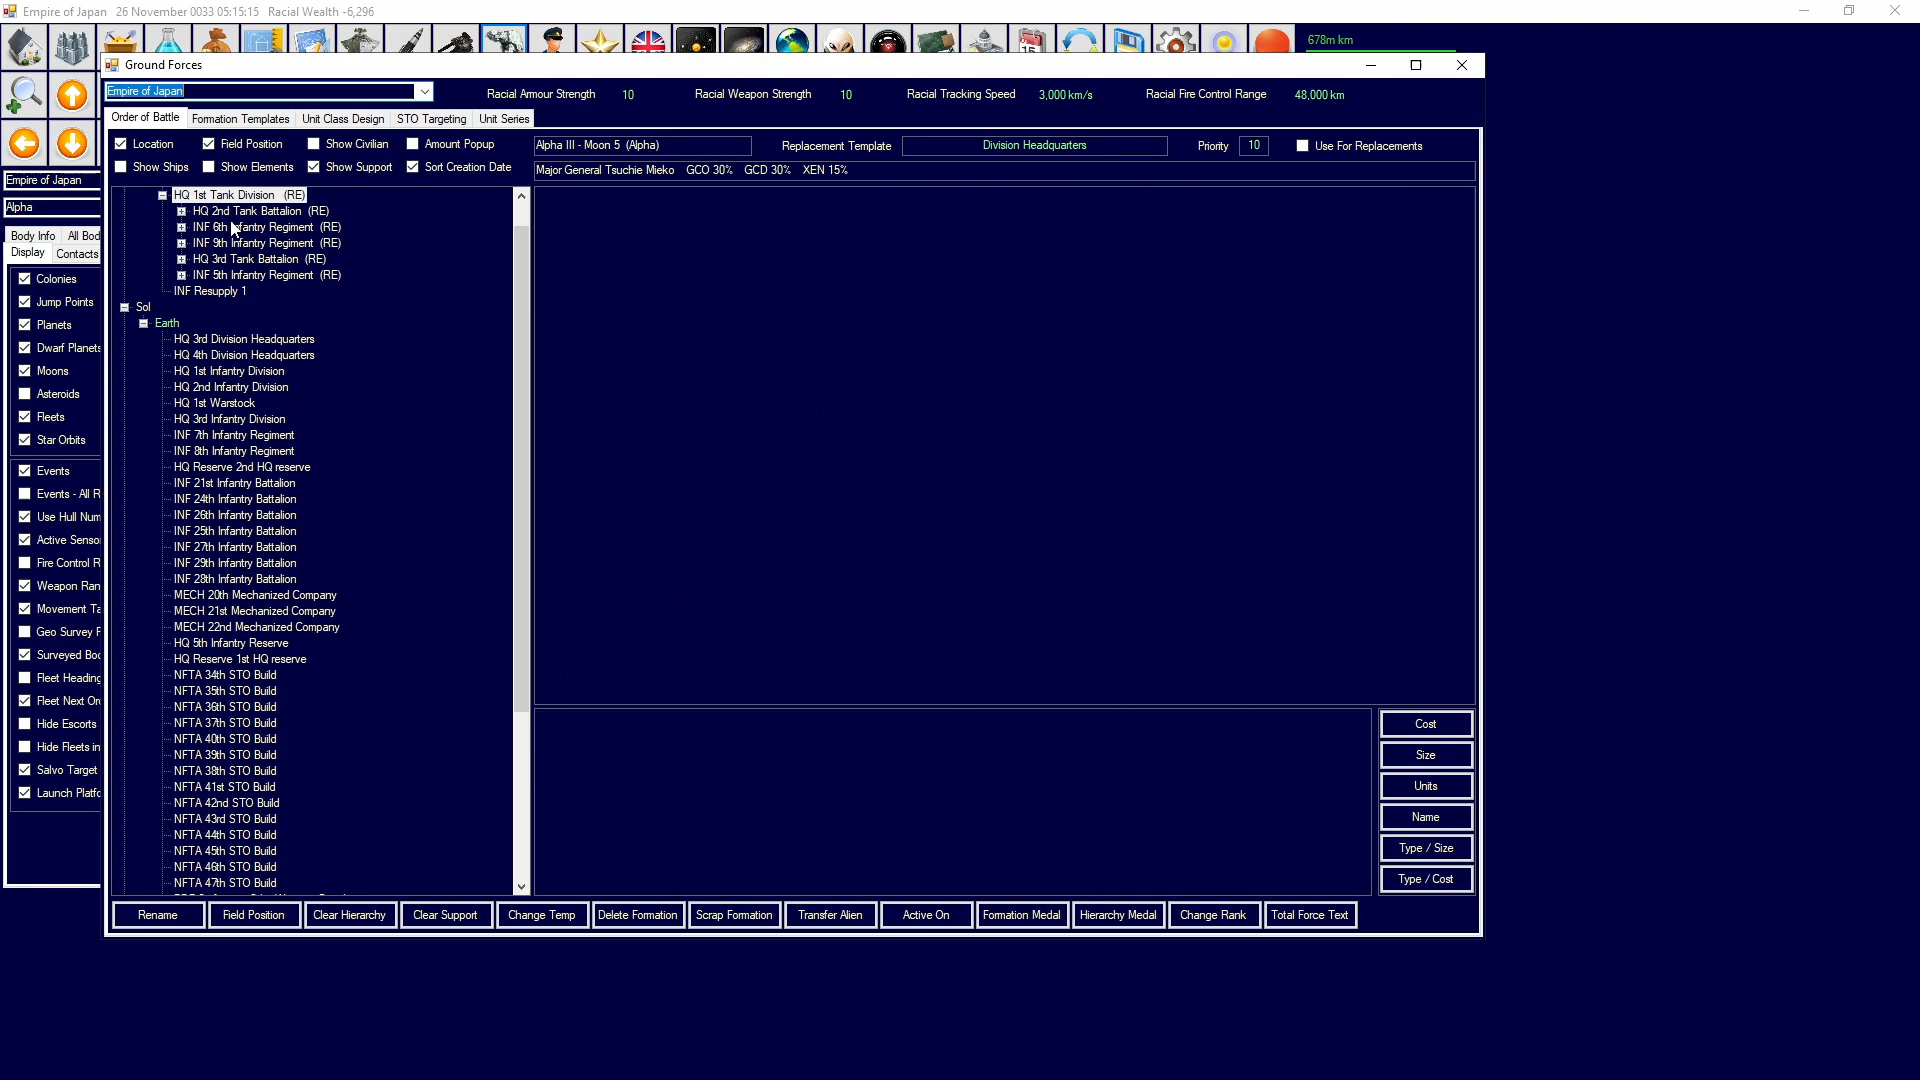 Empire of Japan   26 November 0033 05:15:15   Racial Wealth -6,296
678m km
Ground Forces
Empire of Japan
Racial Amour Strength 10 Racial Weapon Strength 10 Racial Tracking Speed 3,000 km/s Racial Fire Control Range 48,000 km
Order of Battle Formation Templates Unit Class Design STO Targeting Unit Series
Location Field Position Show Civilian Amount Popup
Show Ships Show Elements Show Support Sort Creation Date
Alpha III - Moon 5 (Alpha) Replacement Template Division Headquarters Priority 10 Use For Replacements
Major General Tsuchie Mieko GCO 30% GCD 30% XEN 15%
HQ 1st Tank Division (RE)
HQ 2nd Tank Battalion (RE)
INF 6th Infantry Regiment (RE)
INF 9th Infantry Regiment (RE)
HQ 3rd Tank Battalion (RE)
INF 5th Infantry Regiment (RE)
INF Resupply 1
Sol
Earth
HQ 3rd Division Headquarters
HQ 4th Division Headquarters
HQ 1st Infantry Division
HQ 2nd Infantry Division
HQ 1st Warstock
HQ 3rd Infantry Division
INF 7th Infantry Regiment
INF 8th Infantry Regiment
HQ Reserve 2nd HQ reserve
INF 21st Infantry Battalion
INF 24th Infantry Battalion
INF 26th Infantry Battalion
INF 25th Infantry Battalion
INF 27th Infantry Battalion
INF 29th Infantry Battalion
INF 28th Infantry Battalion
MECH 20th Mechanized Company
MECH 21st Mechanized Company
MECH 22nd Mechanized Company
HQ 5th Infantry Reserve
HQ Reserve 1st HQ reserve
NFTA 34th STO Build
NFTA 35th STO Build
NFTA 36th STO Build
NFTA 37th STO Build
NFTA 40th STO Build
NFTA 39th STO Build
NFTA 38th STO Build
NFTA 41st STO Build
NFTA 42nd STO Build
NFTA 43rd STO Build
NFTA 44th STO Build
NFTA 45th STO Build
NFTA 46th STO Build
NFTA 47th STO Build
Cost
Size
Units
Name
Type / Size
Type / Cost
Rename Field Position Clear Hierarchy Clear Support Change Temp Delete Formation Scrap Formation Transfer Alien Active On Formation Medal Hierarchy Medal Change Rank Total Force Text
Empire of Japan
Alpha
Body Info All Bod
Display Contacts
Colonies
Jump Points
Planets
Dwarf Planets
Moons
Asteroids
Fleets
Star Orbits
Events
Events - All R
Use Hull Num
Active Senso
Fire Control R
Weapon Ran
Movement Ta
Geo Survey P
Surveyed Boo
Fleet Heading
Fleet Next Or
Hide Escorts
Hide Fleets in
Salvo Target
Launch Platfo